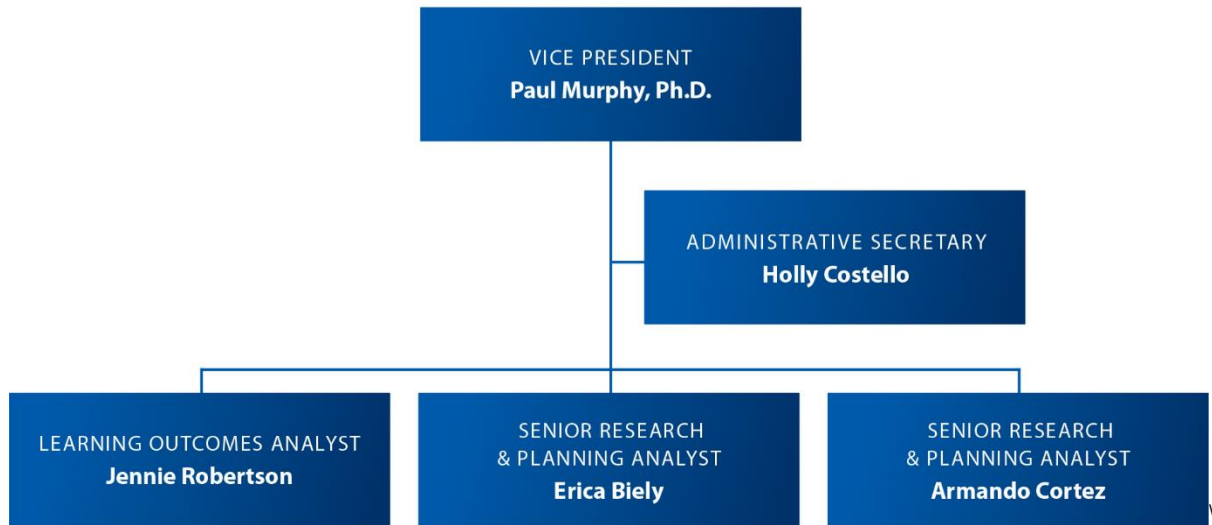 VICE PRESIDENT
Paul Murphy, Ph.D.
ADMINISTRATIVE SECRETARY
Holly Costello
LEARNING OUTCOMES ANALYST
Jennie Robertson
SENIOR RESEARCH
& PLANNING ANALYST
Erica Biely
SENIOR RESEARCH
& PLANNING ANALYST
Armando Cortez